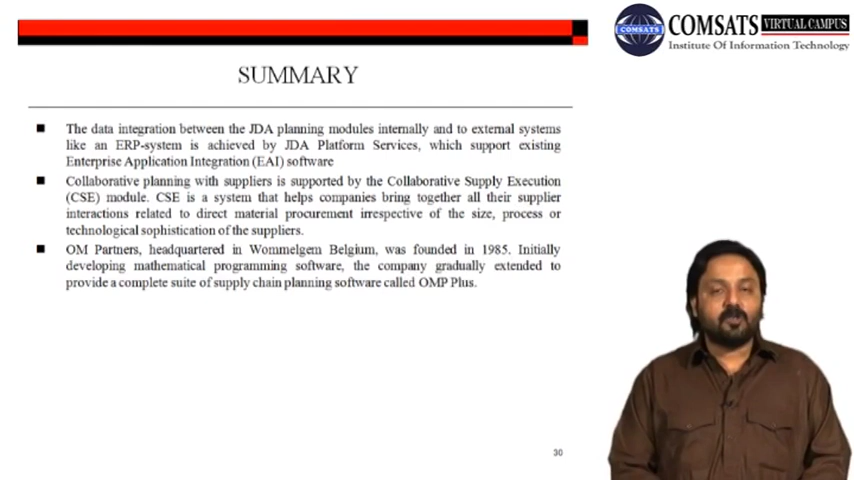 COMSATS VIRTUAL CAMPUS
COMSATS
Institute Of Information Technology
SUMMARY
The data integration between the JDA planning modules internally and to external systems
like an ERP-system is achieved by JDA Platform Services, which support existing
Enterprise Application Integration (EAI) software
Collaborative planning with suppliers is supported by the Collaborative Supply Execution
(CSE) module. CSE is a system that helps companies bring together all their supplier
interactions related to direct material procurement irrespective of the size, process or
technological sophistication of the suppliers.
OM Partners, headquartered in Wommelgem Belgium, was founded in 1985. Initially
developing mathematical programming software, the company gradually extended to
provide a complete suite of supply chain planning software called OMP Plus.
30